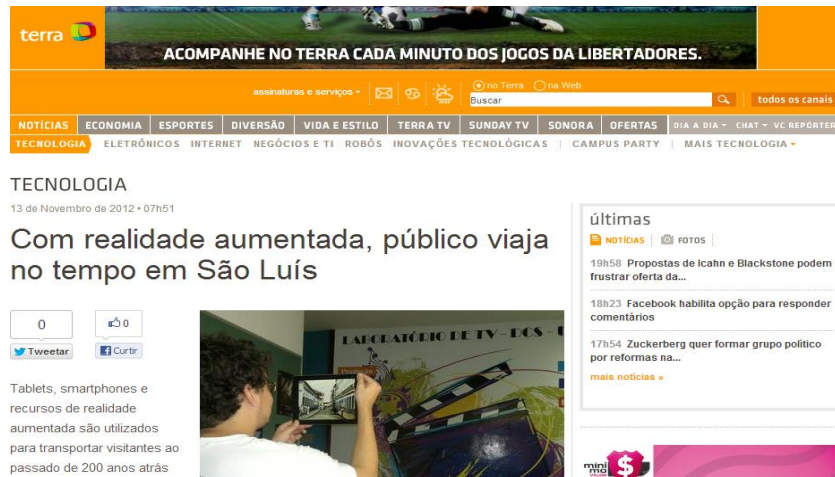 terra
ACOMPANHE NO TERRA CADA MINUTO DOS JOGOS DA LIBERTADORES.
assinaturas e serviços
no Terra na Web
Buscar
todos os canais
NOTÍCIAS ECONOMIA ESPORTES DIVERSÃO VIDA E ESTILO TERRA TV SUNDAY TV SONORA OFERTAS DIA A DIA CHAT VC REPÓRTER
TECNOLOGIA ELETRÔNICOS INTERNET NEGÓCIOS E TI ROBÔS INOVAÇÕES TECNOLÓGICAS CAMPUS PARTY MAIS TECNOLOGIA
TECNOLOGIA
13 de Novembro de 2012 • 07h51
Com realidade aumentada, público viaja
no tempo em São Luís
0
0
Tweetar
Curtir
Tablets, smartphones e
recursos de realidade
aumentada são utilizados
para transportar visitantes ao
passado de 200 anos atrás
LABORATÓRIO DE TV - DOS - U
últimas
NOTÍCIAS FOTOS
19h58 Propostas de Icahn e Blackstone podem
frustrar oferta da...
18h23 Facebook habilita opção para responder
comentários
17h54 Zuckerberg quer formar grupo político
por reformas na...
mais notícias »
mini
mo
$